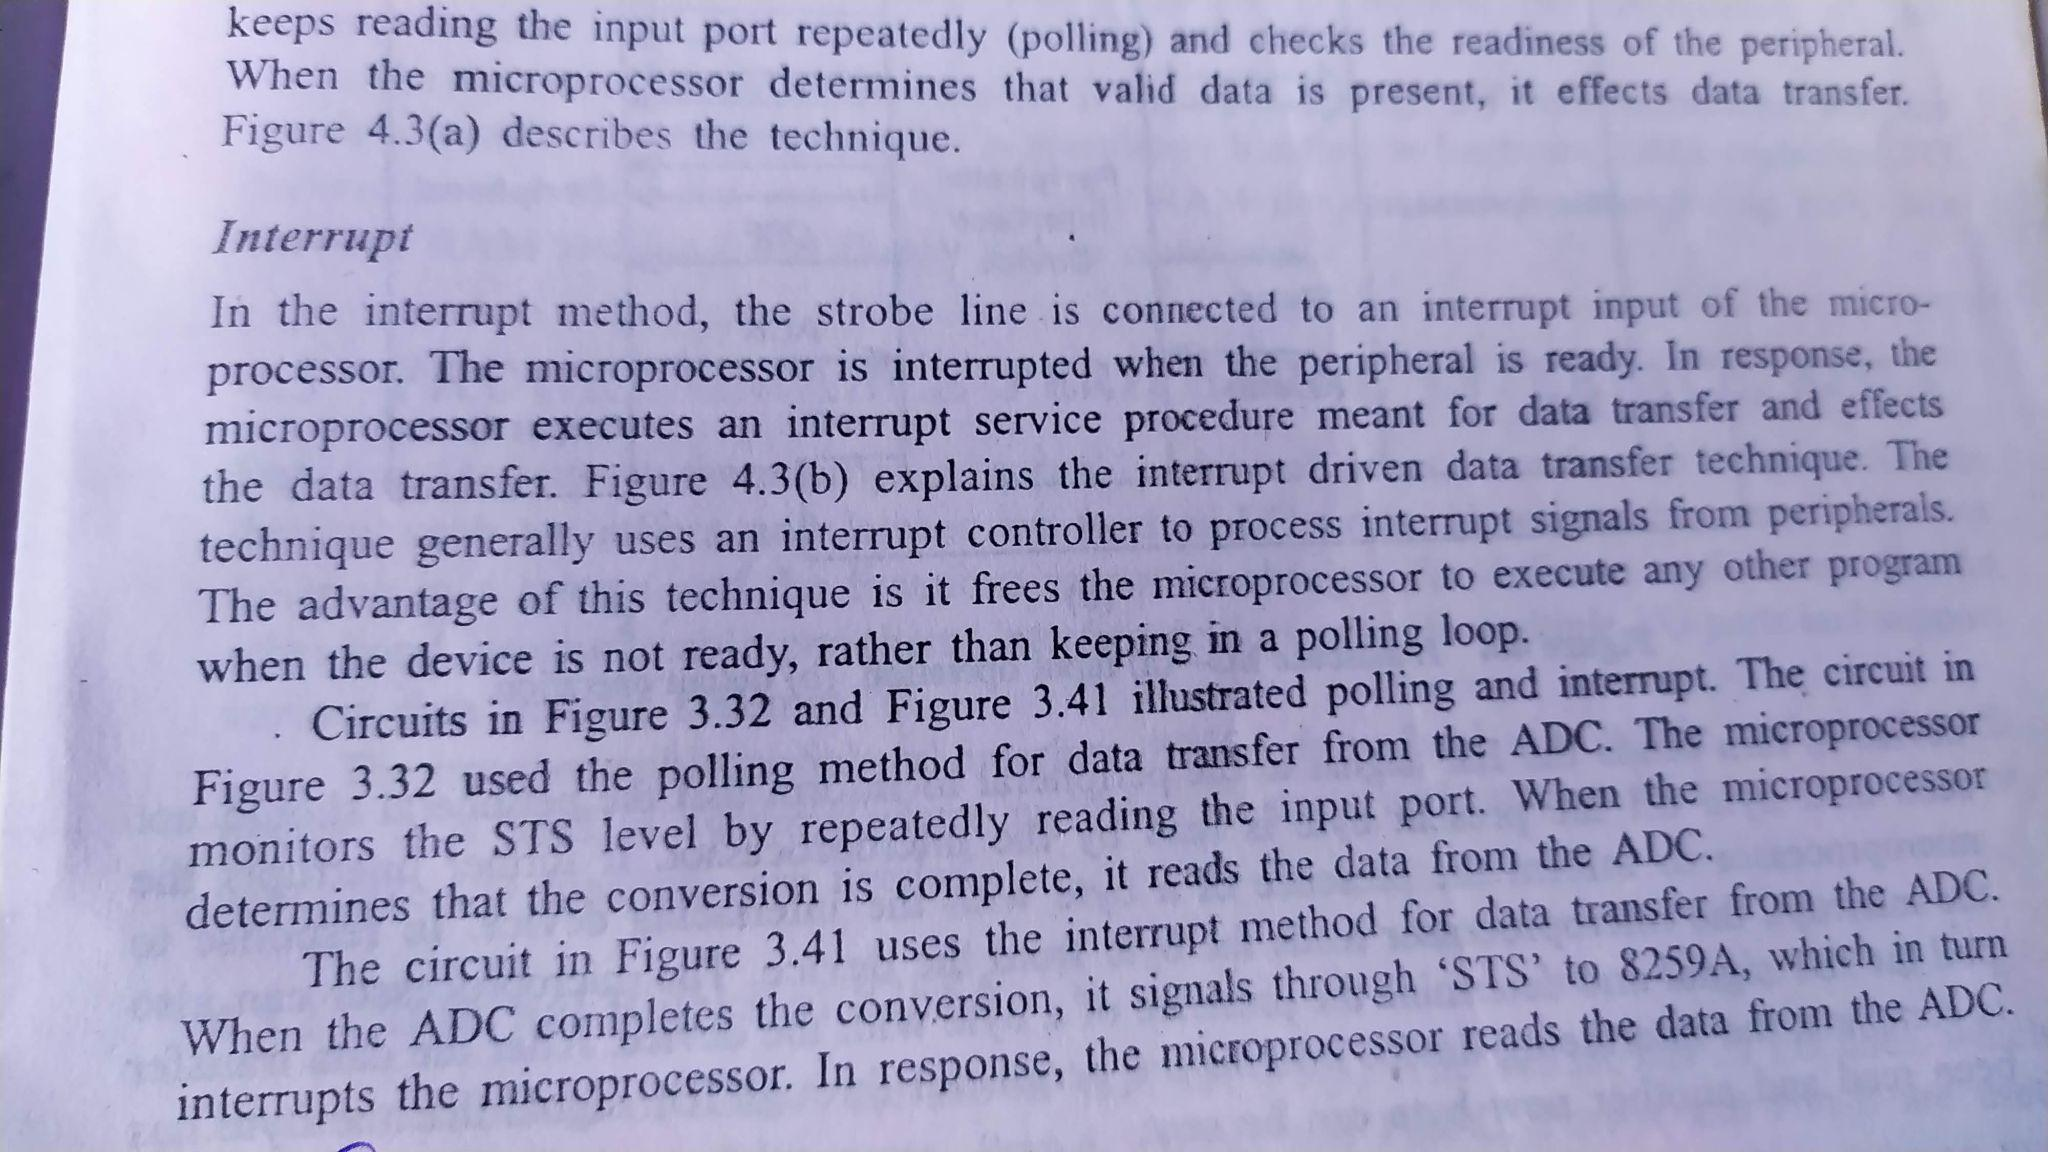 keeps reading the input port repeatedly (polling) and checks the readiness of the peripheral.
When the microprocessor determines that valid data is present, it effects data transfer.
Figure 4.3(a) describes the technique.
Interrupt
In the interrupt method, the strobe line is connected to an interrupt input of the micro-
processor. The microprocessor is interrupted when the peripheral is ready. In response, the
microprocessor executes an interrupt service procedure meant for data transfer and effects
the data transfer. Figure 4.3(b) explains the interrupt driven data transfer technique. The
technique generally uses an interrupt controller to process interrupt signals from peripherals.
The advantage of this technique is it frees the microprocessor to execute any other program
when the device is not ready, rather than keeping in a polling loop.
Circuits in Figure 3.32 and Figure 3.41 illustrated polling and interrupt. The circuit in
Figure 3.32 used the polling method for data transfer from the ADC. The microprocessor
monitors the STS level by repeatedly reading the input port. When the microprocessor
determines that the conversion is complete, it reads the data from the ADC.
The circuit in Figure 3.41 uses the interrupt method for data transfer from the ADC.
When the ADC completes the conversion, it signals through ‘STS’ to 8259A, which in turn
interrupts the microprocessor. In response, the microprocessor reads the data from the ADC.